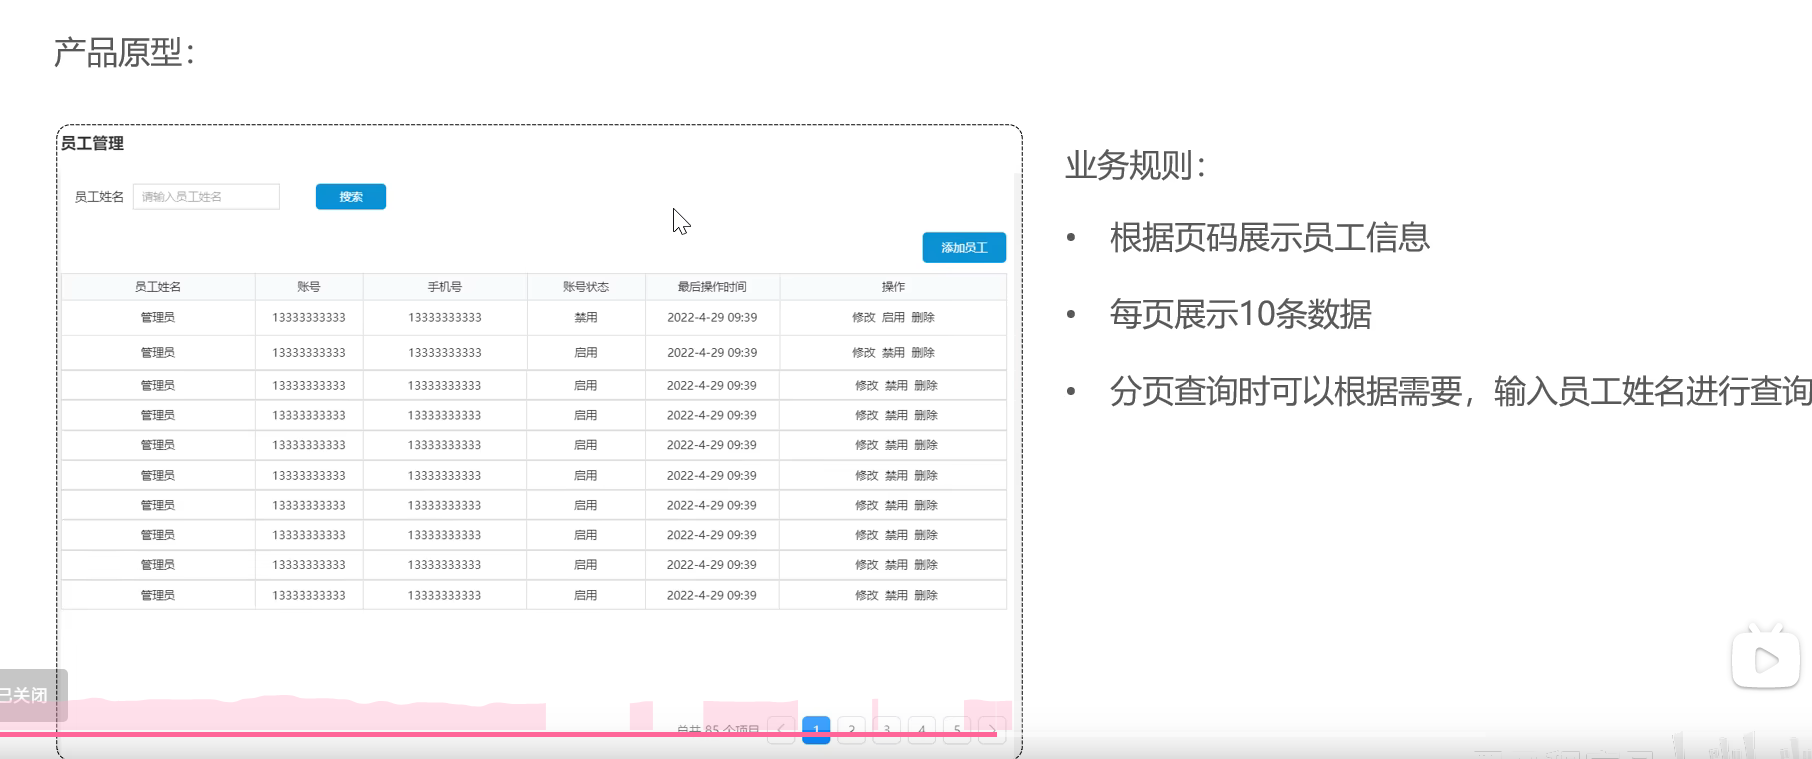 产品原型：
员工管理
员工姓名 请输入员工姓名 搜索
添加员工
员工姓名 账号 手机号 账号状态 最后操作时间 操作
管理员 13333333333 13333333333 禁用 2022-4-29 09:39 修改 启用 删除
管理员 13333333333 13333333333 启用 2022-4-29 09:39 修改 禁用 删除
管理员 13333333333 13333333333 启用 2022-4-29 09:39 修改 禁用 删除
管理员 13333333333 13333333333 启用 2022-4-29 09:39 修改 禁用 删除
管理员 13333333333 13333333333 启用 2022-4-29 09:39 修改 禁用 删除
管理员 13333333333 13333333333 启用 2022-4-29 09:39 修改 禁用 删除
管理员 13333333333 13333333333 启用 2022-4-29 09:39 修改 禁用 删除
管理员 13333333333 13333333333 启用 2022-4-29 09:39 修改 禁用 删除
管理员 13333333333 13333333333 启用 2022-4-29 09:39 修改 禁用 删除
管理员 13333333333 13333333333 启用 2022-4-29 09:39 修改 禁用 删除
总共 85 个项目 < 1 2 3 4 5 >
业务规则：
• 根据页码展示员工信息
• 每页展示10条数据
• 分页查询时可以根据需要，输入员工姓名进行查询
已关闭